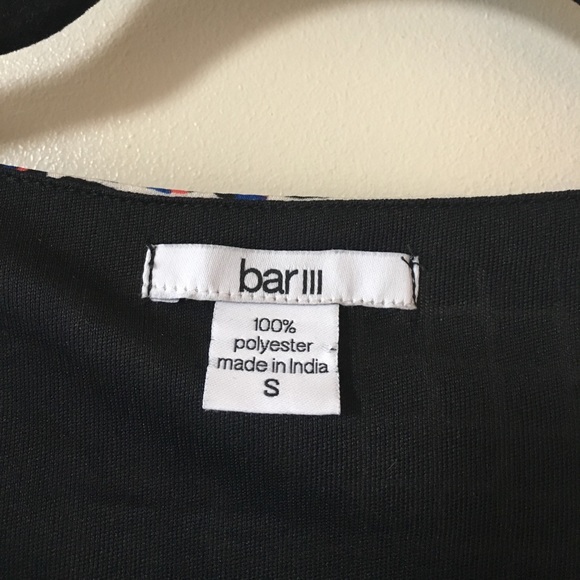 bar III
100%
polyester
made in India
S